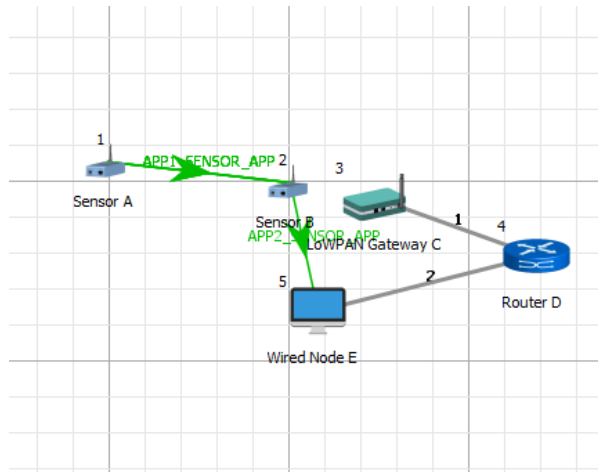 1
APP1_SENSOR_APP
2
3
Sensor A
Sensor B
1
4
APP2_SENSOR_APP
LoWPAN Gateway C
5
2
Router D
Wired Node E